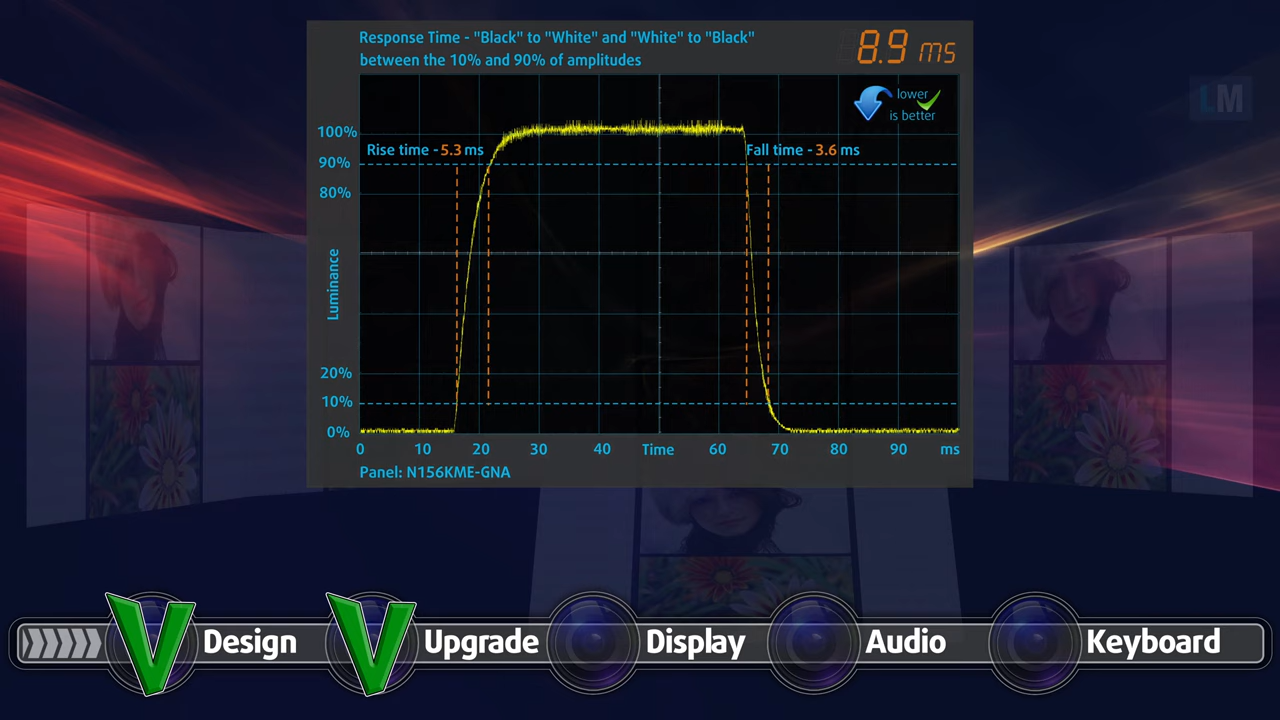 Response Time - "Black" to "White" and "White" to "Black"
between the 10% and 90% of amplitudes
8.9 ms
LM
lower
is better
100%
Rise time - 5.3 ms
Fall time - 3.6 ms
90%
80%
Luminance
20%
10%
0%
0 10 20 30 40 Time 60 70 80 90 ms
Panel: N156KME-GNA
Design
Upgrade
Display
Audio
Keyboard